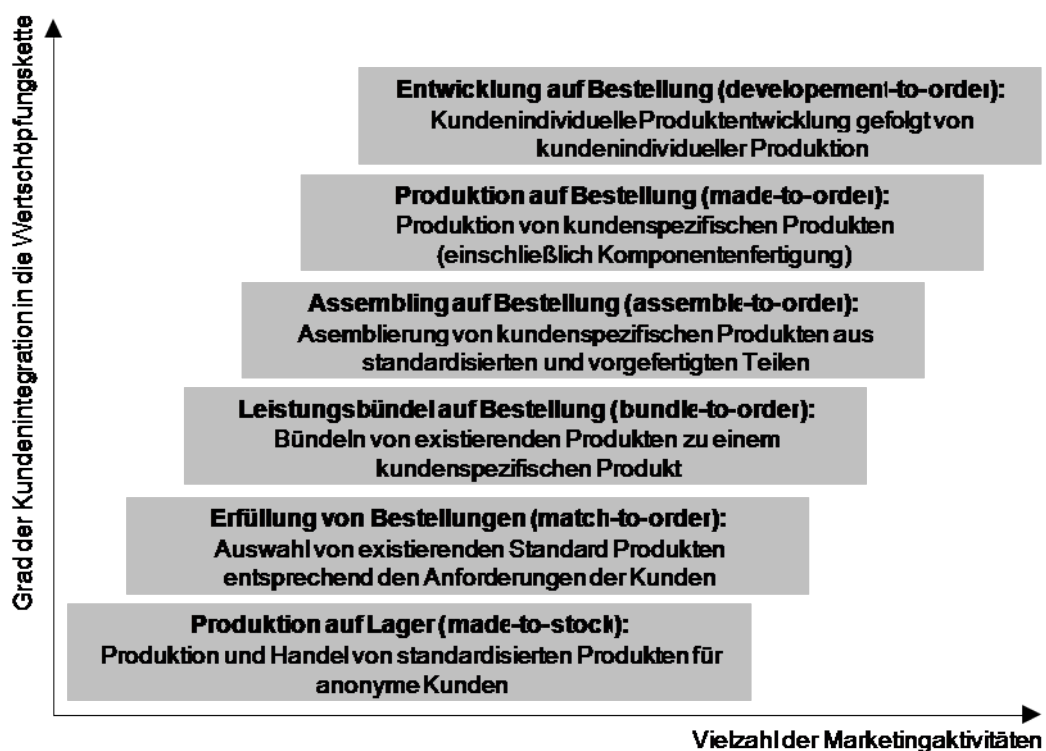 Grad der Kundenintegration in die Wertschöpfungskette
Entwicklung auf Bestellung (developement-to-order):
Kundenindividuelle Produktentwicklung gefolgt von
kundenindividueller Produktion
Produktion auf Bestellung (made-to-order):
Produktion von kundenspezifischen Produkten
(einschließlich Komponentenfertigung)
Assembling auf Bestellung (assemble-to-order):
Asemblierung von kundenspezifischen Produkten aus
standardisierten und vorgefertigten Teilen
Leistungsbündel auf Bestellung (bundle-to-order):
Bündeln von existierenden Produkten zu einem
kundenspezifischen Produkt
Erfüllung von Bestellungen (match-to-order):
Auswahl von existierenden Standard Produkten
entsprechend den Anforderungen der Kunden
Produktion auf Lager (made-to-stock):
Produktion und Handel von standardisierten Produkten für
anonyme Kunden
Vielzahl der Marketingaktivitäten